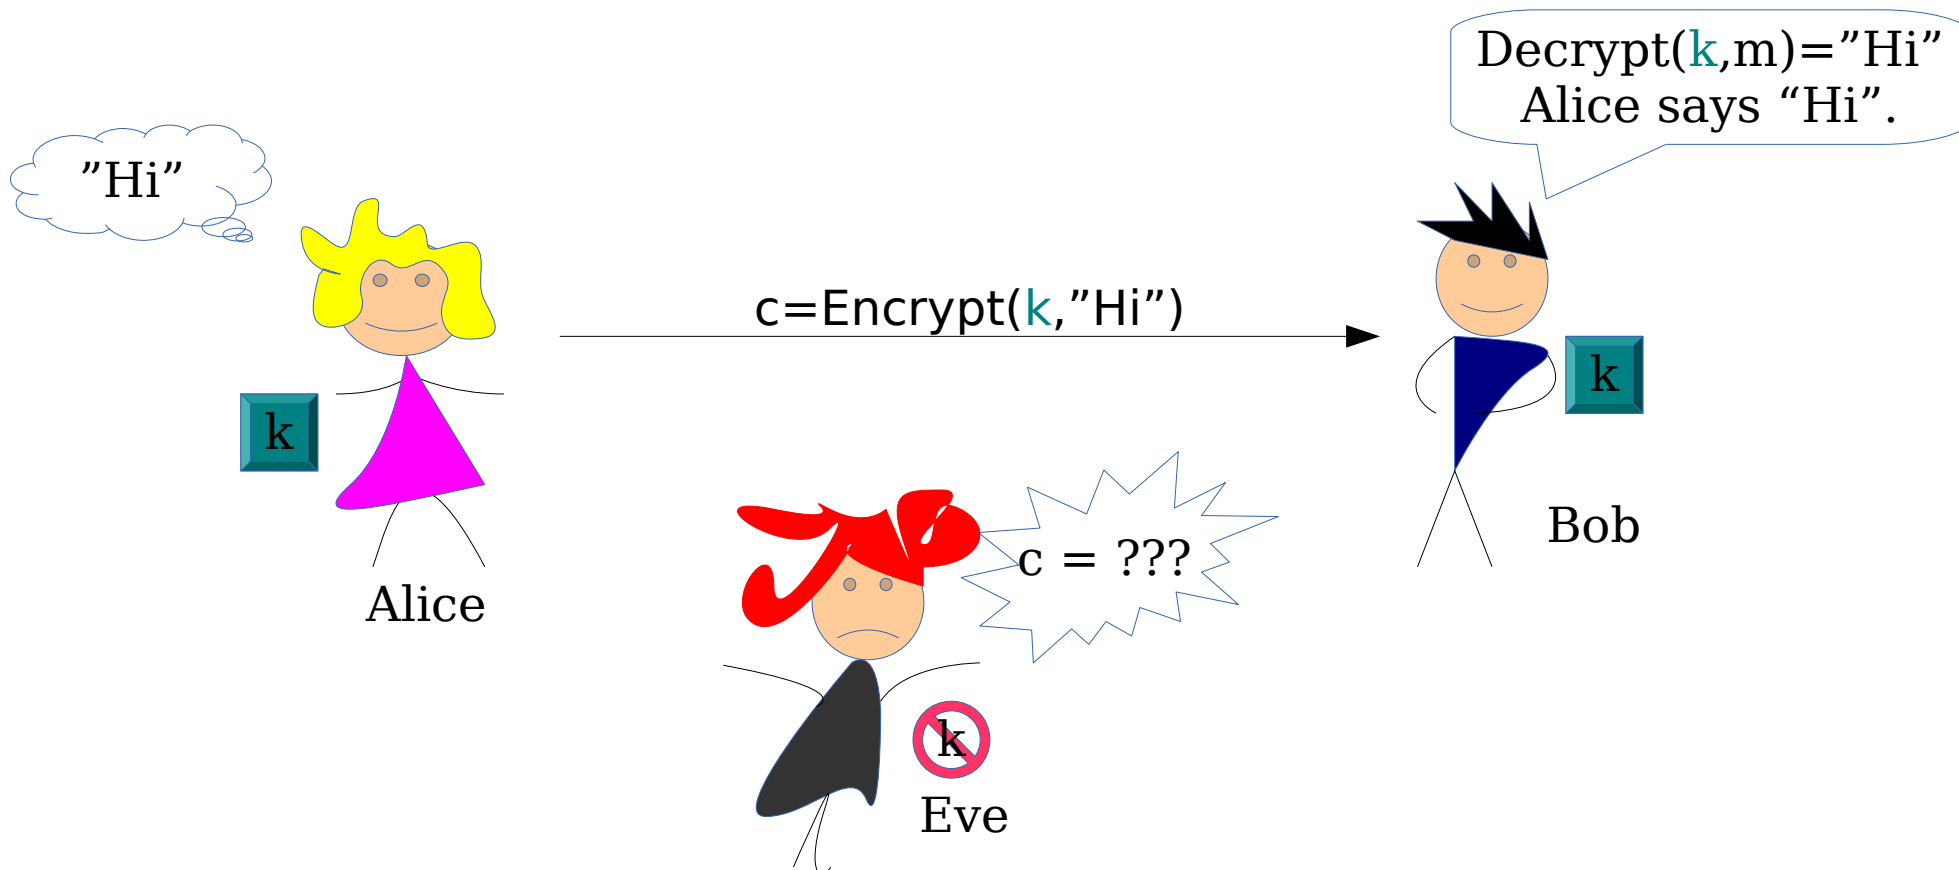 Decrypt(k,m)=”Hi”
Alice says “Hi”.
”Hi”
c=Encrypt(k,”Hi”)
k
k
Alice
Bob
c = ???
k
Eve